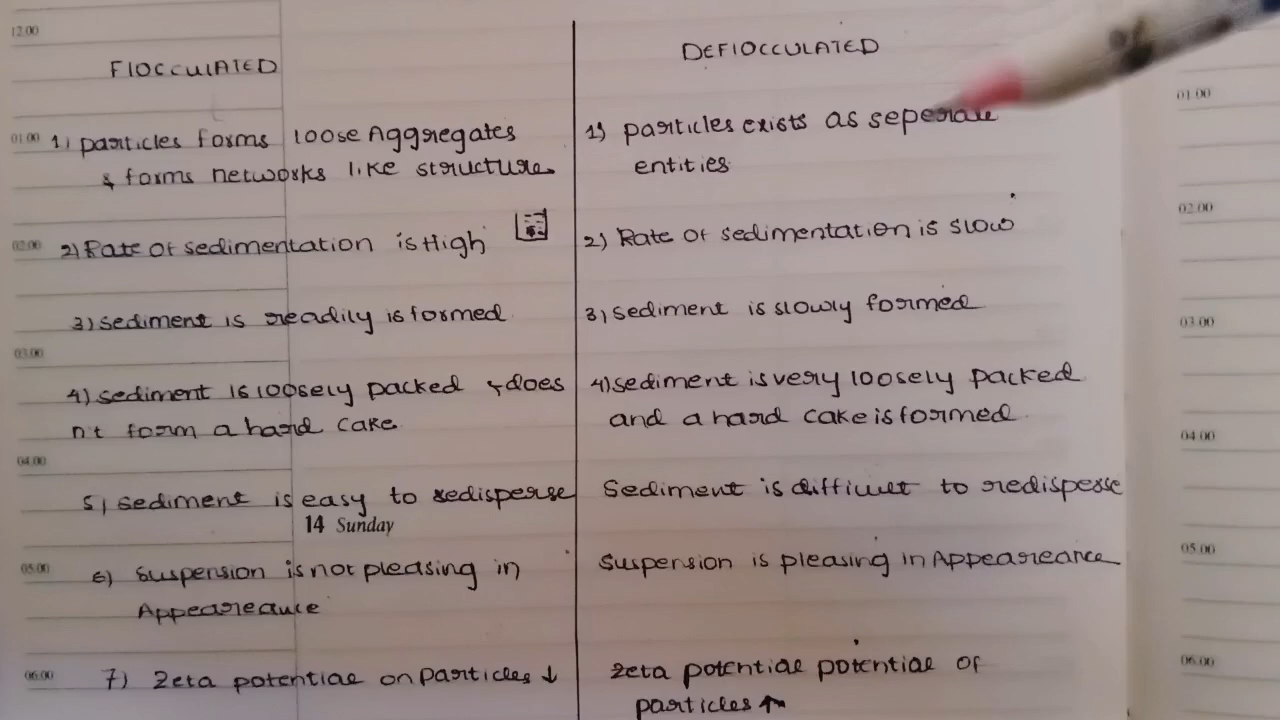 12.00
FlOCCULATED
01.00 1) particles forms loose Aggregates
& forms networks like structure.
02.00 2) Rate of sedimentation is High
3) sediment is readily is formed
03.00
4) sediment is loosely packed & does
n't form a hard cake
04.00
5) sediment is easy to redisperse
14 Sunday
05.00 6) Suspension is not pleasing in
Appeareance
06.00 7) Zeta potential on particles ↓
DEFlOCCULATED
1) particles exists as seperate
entities
2) Rate of sedimentation is slow
3) sediment is slowly formed
4) sediment is very loosely packed
and a hard cake is formed
Sediment is difficult to redisperse
Suspension is pleasing in Appeareance
Zeta potential potential of
particles ↑
01.00
02.00
03.00
04.00
05.00
06.00